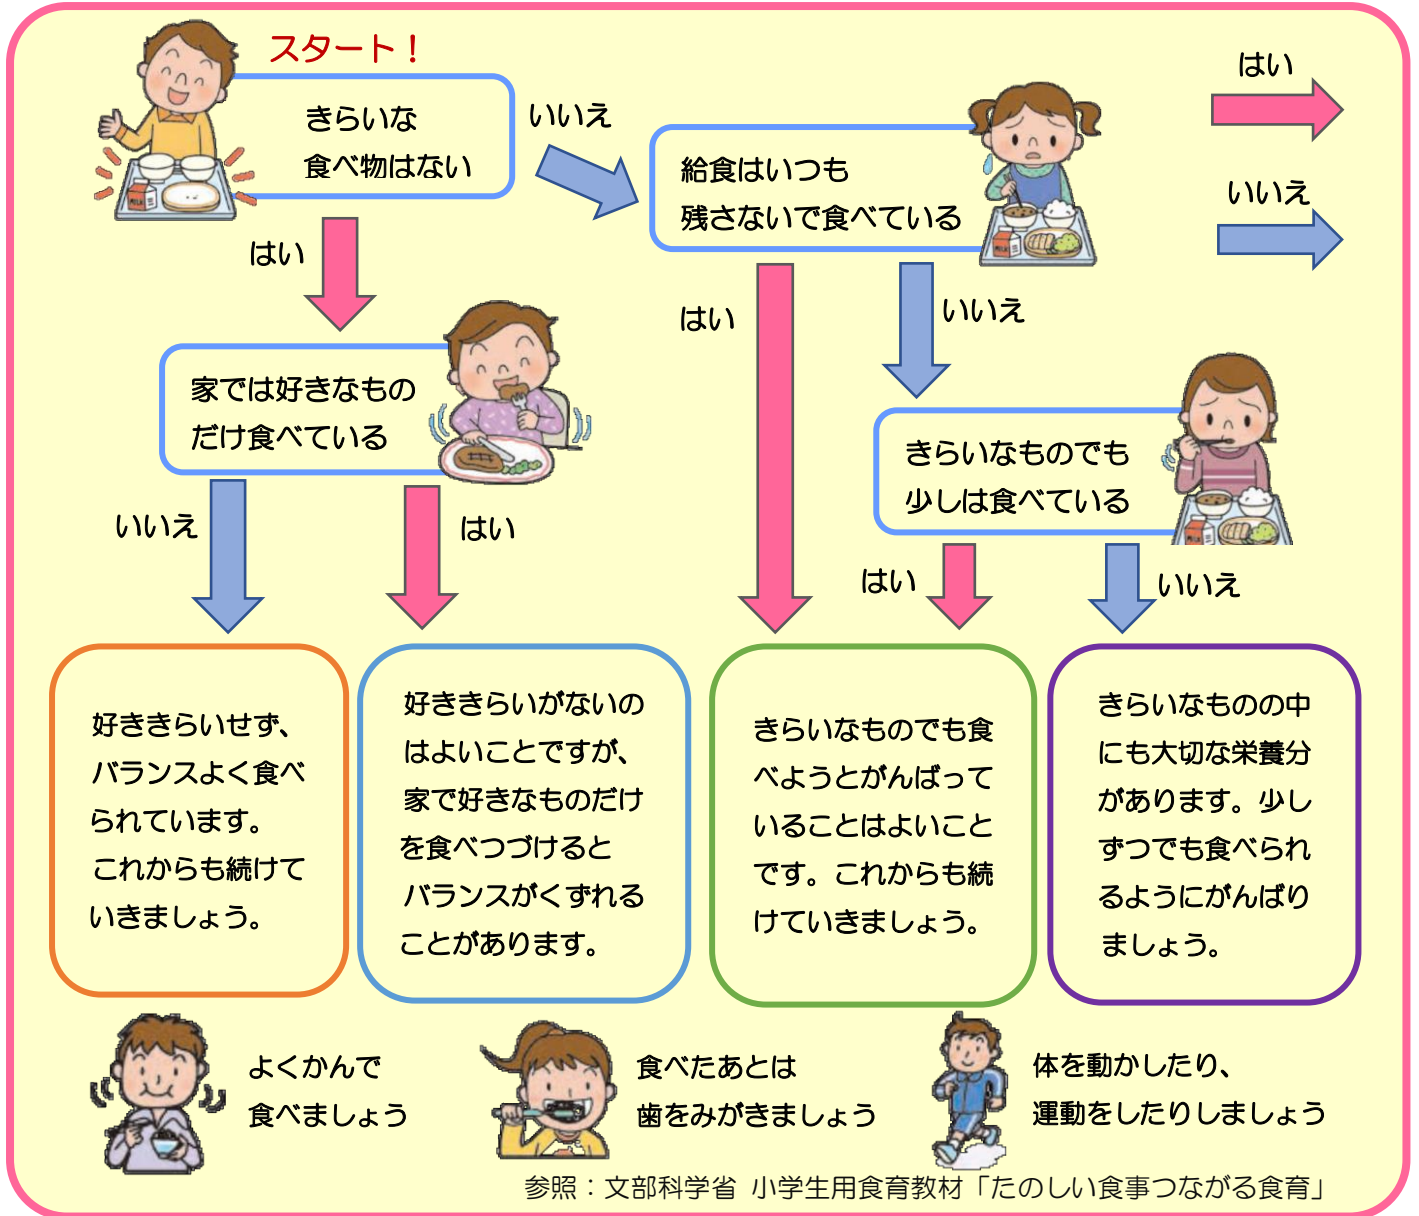 スタート！
きらいな
食べ物はない
いいえ
はい
給食はいつも
残さないで食べている
はい
いいえ
はい
いいえ
家では好きなもの
だけ食べている
いいえ
はい
きらいなものでも
少しは食べている
はい
いいえ
好ききらいせず、
バランスよく食べ
られています。
これからも続けて
いきましょう。
好ききらいがないの
はよいことですが、
家で好きなものだけ
を食べつづけると
バランスがくずれる
ことがあります。
きらいなものでも食
べようとがんばって
いることはよいこと
です。これからも続
けていきましょう。
きらいなものの中
にも大切な栄養分
があります。少し
ずつでも食べられ
るようにがんばり
ましょう。
よくかんで
食べましょう
食べたあとは
歯をみがきましょう
体を動かしたり、
運動をしたりしましょう
参照：文部科学省 小学生用食育教材「たのしい食事つながる食育」